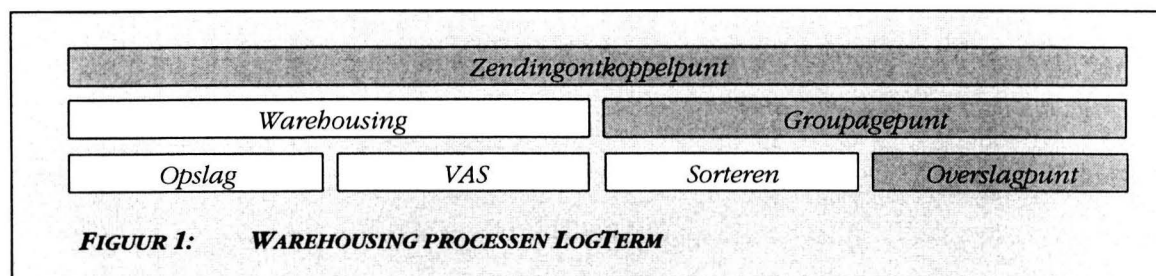 Zendingontkoppelpunt
Warehousing Groupagepunt
Opslag VAS Sorteren Overslagpunt
FIGUUR 1: WAREHOUSING PROCESSEN LOGTERM